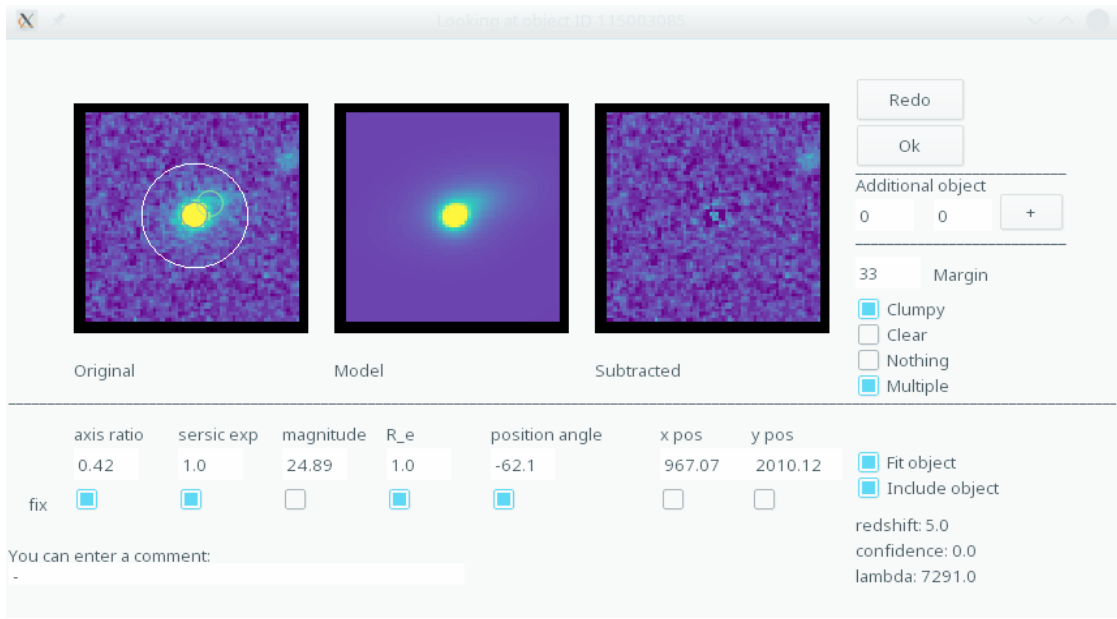 Looking at object ID 115003085
Redo
Ok
Additional object
0 0 +
33 Margin
Clumpy
Clear
Nothing
Multiple
Original Model Subtracted
axis ratio sersic exp magnitude R_e position angle x pos y pos
0.42 1.0 24.89 1.0 -62.1 967.07 2010.12
fix
Fit object
Include object
redshift: 5.0
confidence: 0.0
lambda: 7291.0
You can enter a comment:
-